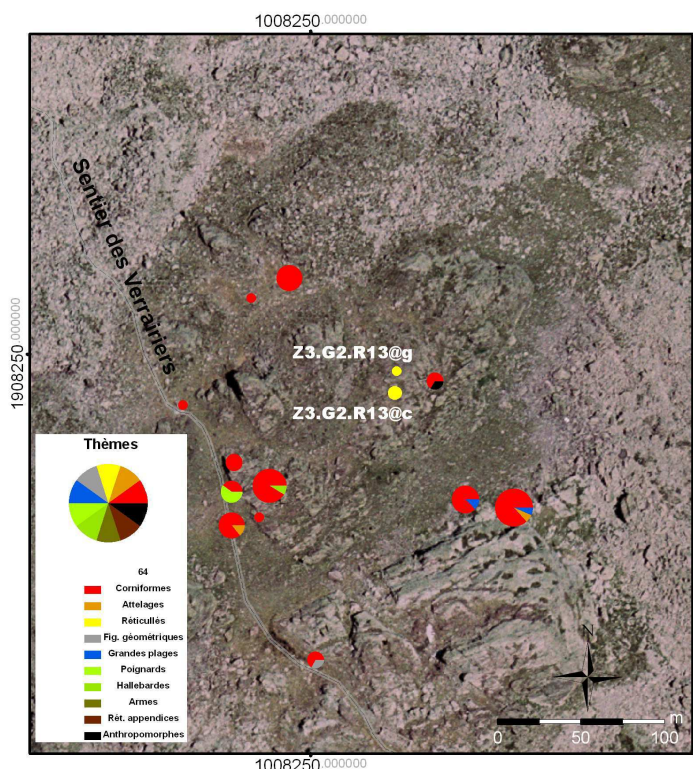 1008250.000000
Sentier des Verrairiers
1908250.000000
Z3.G2.R13@g
Z3.G2.R13@c
Thèmes
64
Corniformes
Attelages
Réticullés
Fig. géométriques
Grandes plages
Poignards
Hallebardes
Armes
Rét. appendices
Anthropomorphes
N
m
0 50 100
1008250.000000